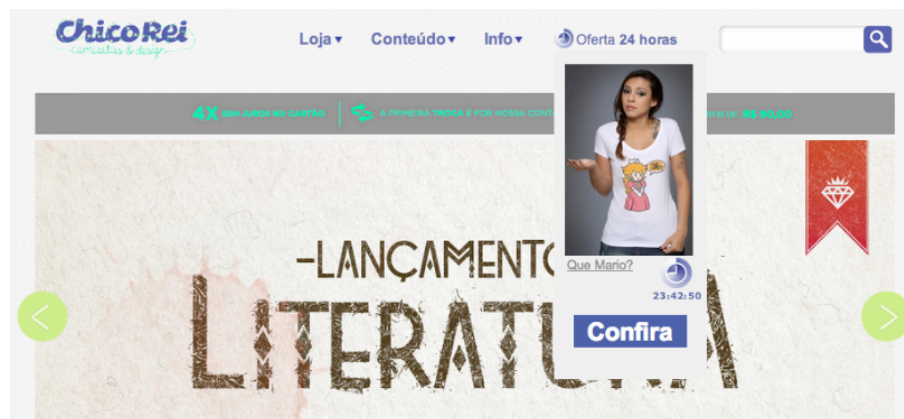 ChicoRei
camisetas & design
Loja
Conteúdo
Info
Oferta 24 horas
4X SEM JUROS NO CARTÃO
A PRIMEIRA TROCA É POR NOSSA CONT
R$ 90,00
-LANÇAMENTO
LITERATURA
Que Mario?
23:42:50
Confira